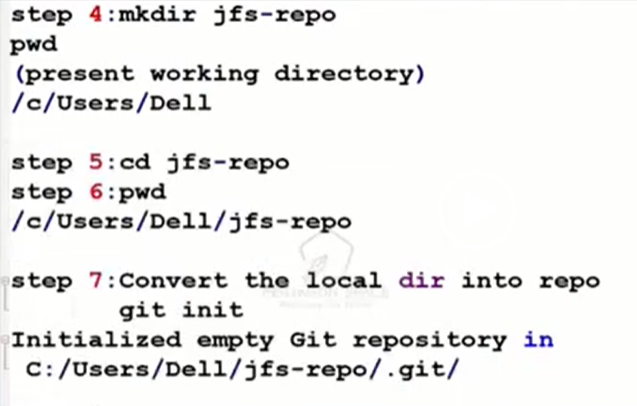 step 4:mkdir jfs-repo
pwd
(present working directory)
/c/Users/Dell
step 5:cd jfs-repo
step 6:pwd
/c/Users/Dell/jfs-repo
step 7:Convert the local dir into repo
git init
Initialized empty Git repository in
C:/Users/Dell/jfs-repo/.git/